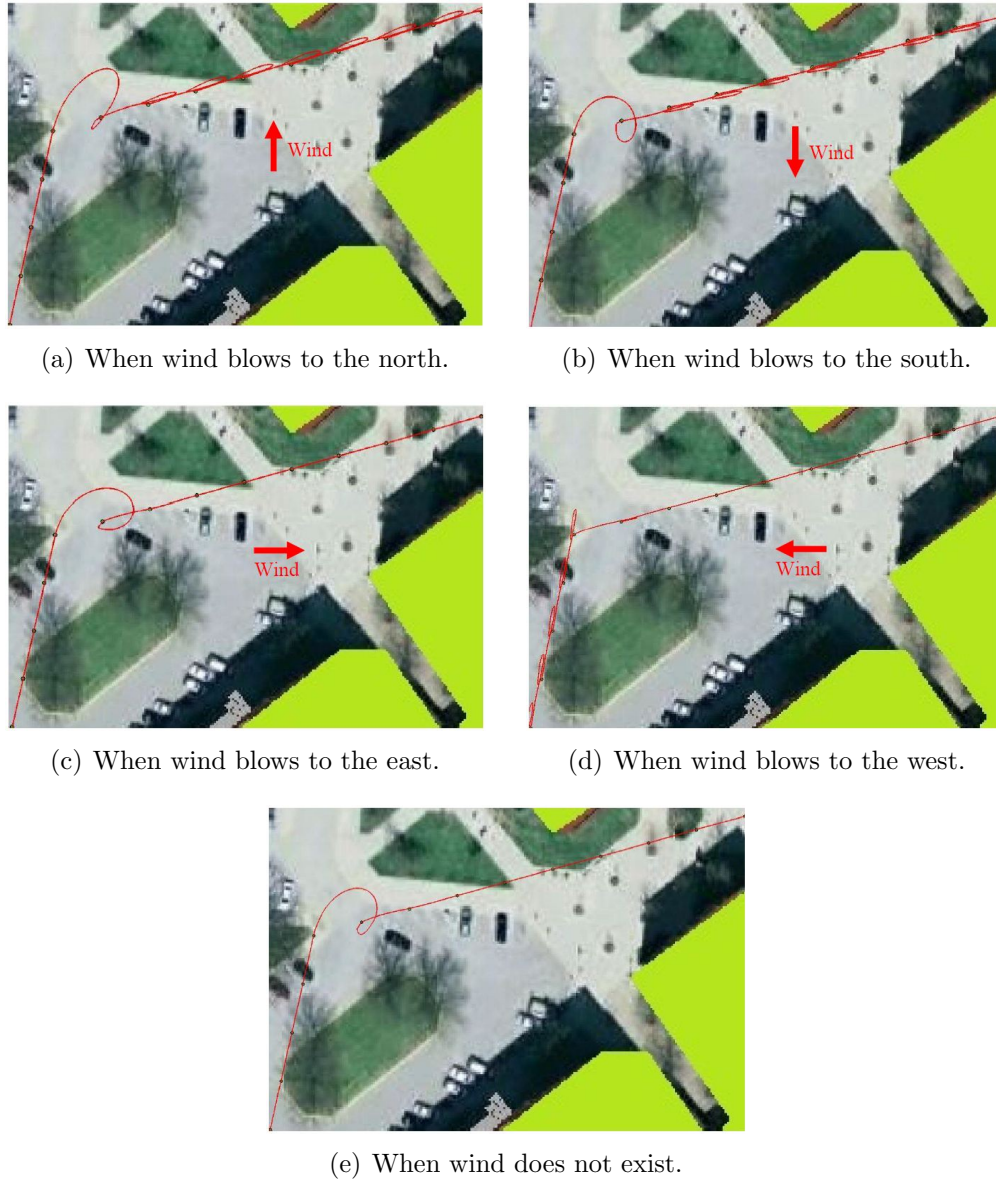 Wind
Wind
(a) When wind blows to the north.
(b) When wind blows to the south.
Wind
Wind
(c) When wind blows to the east.
(d) When wind blows to the west.
(e) When wind does not exist.